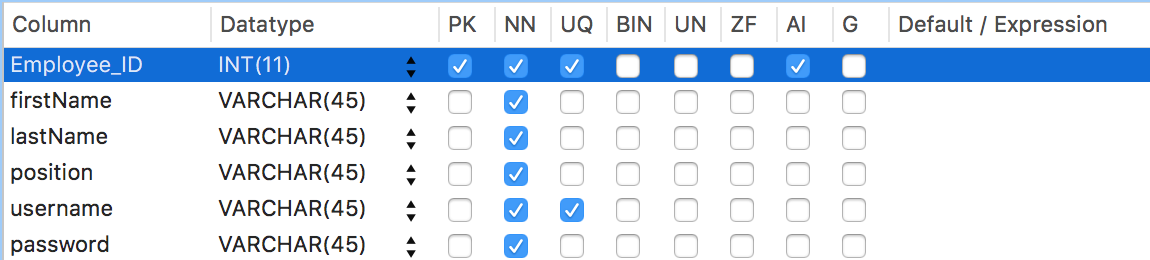 Column Datatype PK NN UQ BIN UN ZF AI G Default / Expression
Employee_ID INT(11)
firstName VARCHAR(45)
lastName VARCHAR(45)
position VARCHAR(45)
username VARCHAR(45)
password VARCHAR(45)